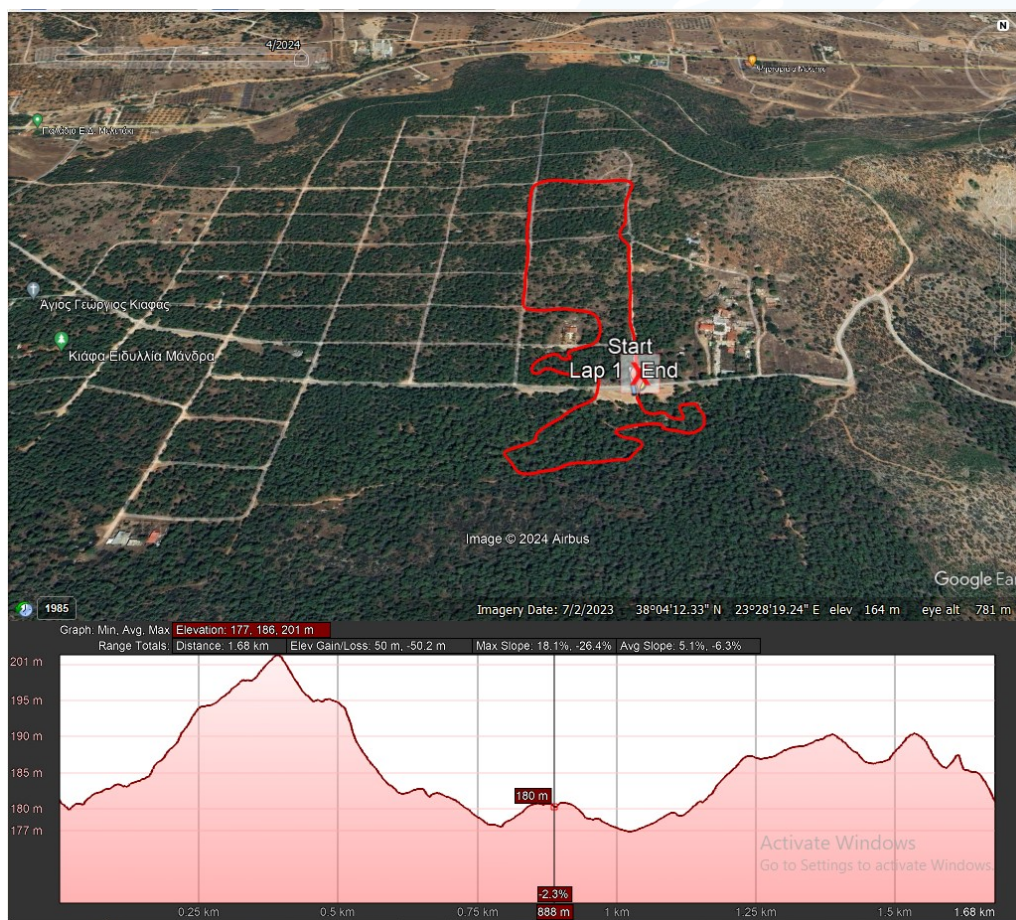 N
4/2024
Άγιος Γεώργιος Κιάφας
Κιάφα Ειδυλλία Μάνδρα
Start
Lap 1
End
Image © 2024 Airbus
Google Ear
1985
Imagery Date: 7/2/2023 38°04'12.33" N 23°28'19.24" E elev 164 m eye alt 781 m
Graph: Min, Avg, Max Elevation: 177, 186, 201 m
Range Totals: Distance: 1.68 km Elev Gain/Loss: 50 m, -50.2 m Max Slope: 18.1%, -26.4% Avg Slope: 5.1%, -6.3%
201 m
195 m
190 m
185 m
180 m
180 m
177 m
Activate Windows
Go to Settings to activate Windows.
-2.3%
0.25 km 0.5 km 0.75 km 888 m 1 km 1.25 km 1.5 km 1.68 km